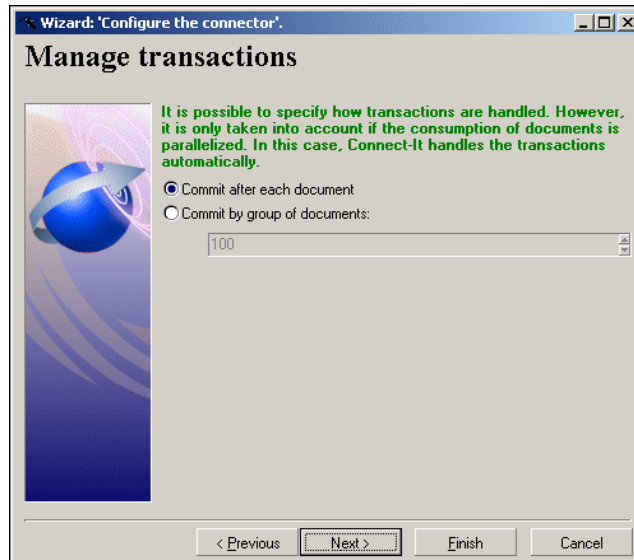 Wizard: 'Configure the connector'.
Manage transactions
It is possible to specify how transactions are handled. However,
it is only taken into account if the consumption of documents is
parallelized. In this case, Connect-It handles the transactions
automatically.
Commit after each document
Commit by group of documents:
100
< Previous
Next >
Finish
Cancel